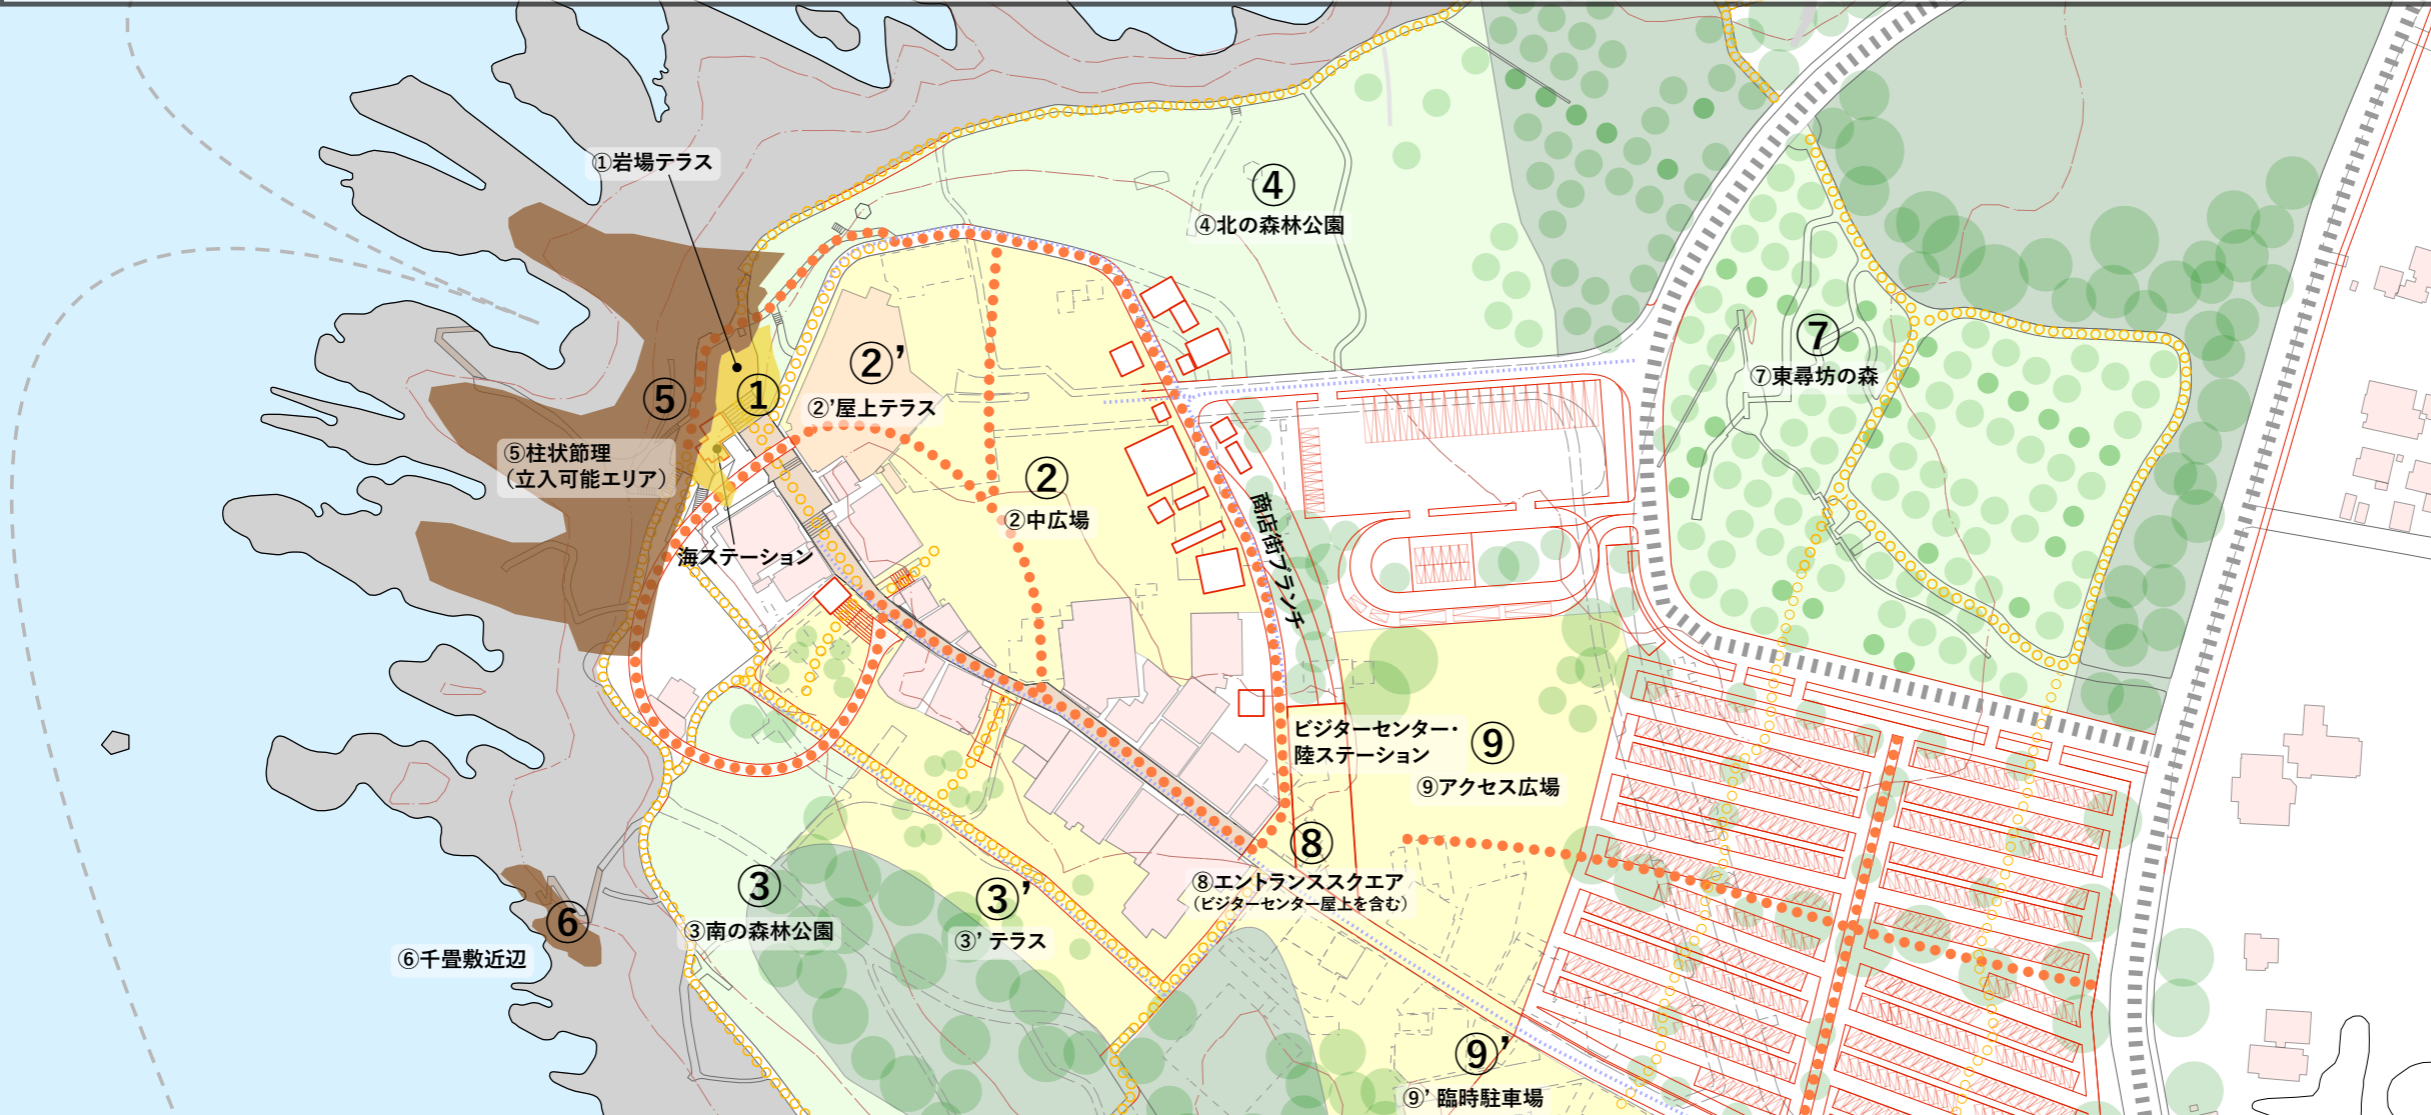 ①岩場テラス
④
④北の森林公園
⑦
⑦東尋坊の森
②’
②’屋上テラス
①
⑤
⑤柱状節理
（立入可能エリア）
②
②中広場
商店街ブランチ
海ステーション
ビジターセンター・
陸ステーション
⑨
⑨アクセス広場
⑧
⑧エントランススクエア
（ビジターセンター屋上を含む）
③
③南の森林公園
③’
③’ テラス
⑥
⑥千畳敷近辺
⑨’
⑨’ 臨時駐車場